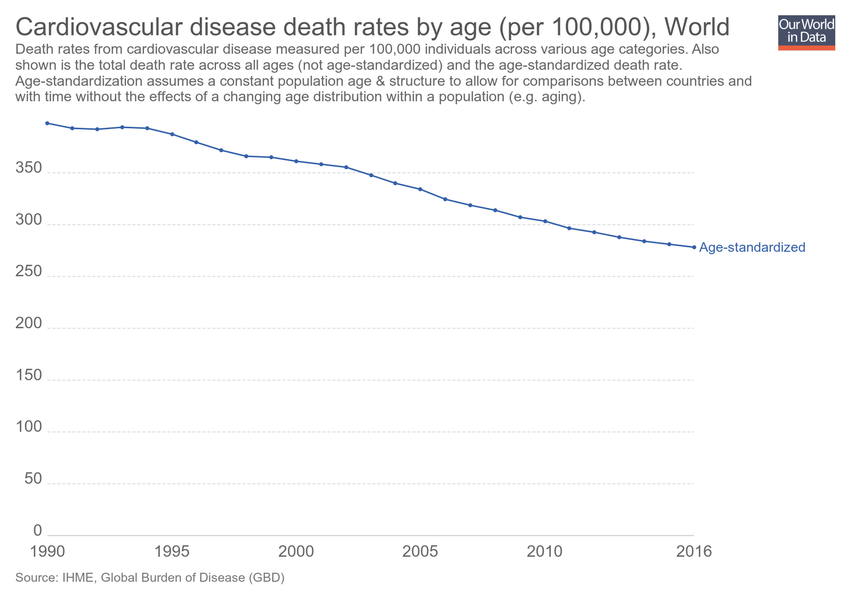 Cardiovascular disease death rates by age (per 100,000), World
Our World
in Data
Death rates from cardiovascular disease measured per 100,000 individuals across various age categories. Also
shown is the total death rate across all ages (not age-standardized) and the age-standardized death rate.
Age-standardization assumes a constant population age & structure to allow for comparisons between countries and
with time without the effects of a changing age distribution within a population (e.g. aging).
350
300
250
200
150
100
50
0
Age-standardized
1990 1995 2000 2005 2010 2016
Source: IHME, Global Burden of Disease (GBD)